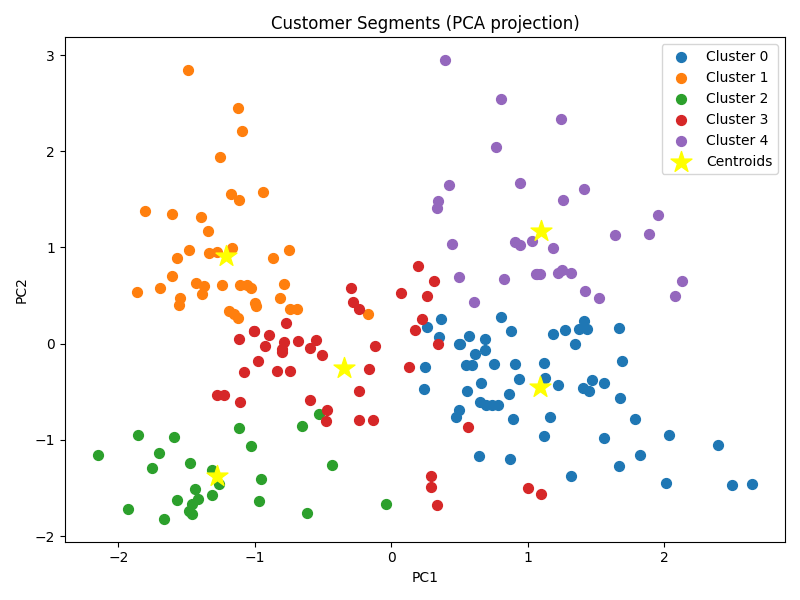 Customer Segments (PCA projection)
3
2
1
0
−1
−2
PC2
Cluster 0
Cluster 1
Cluster 2
Cluster 3
Cluster 4
Centroids
−2
−1
0
1
2
PC1